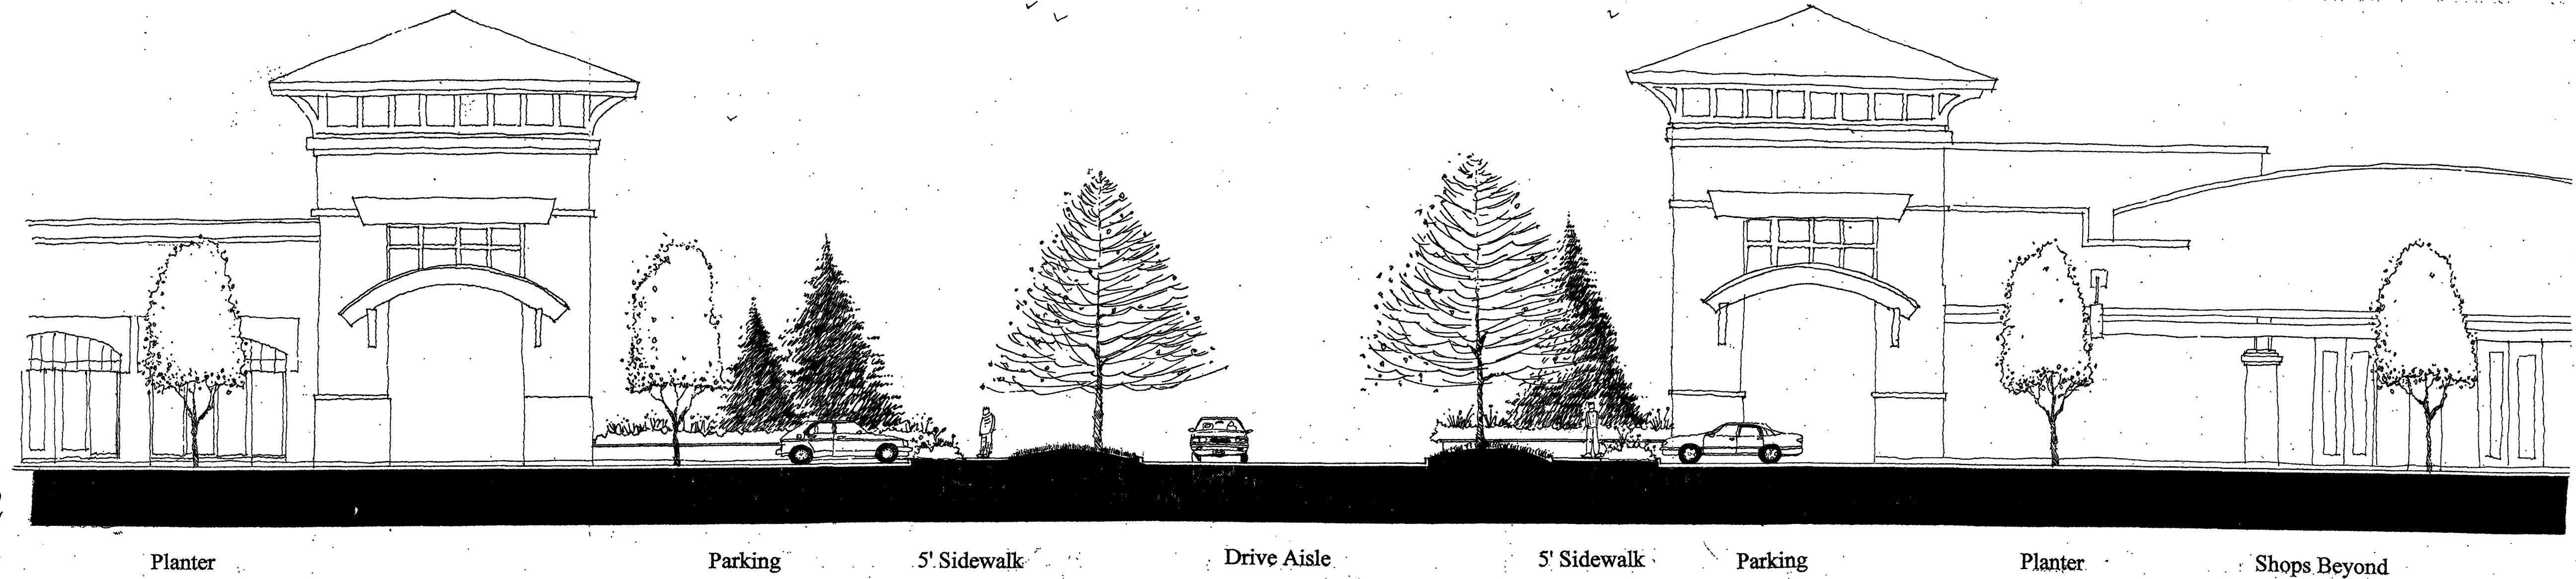 Planter
Parking
5' Sidewalk
Drive Aisle
5' Sidewalk
Parking
Planter
Shops Beyond